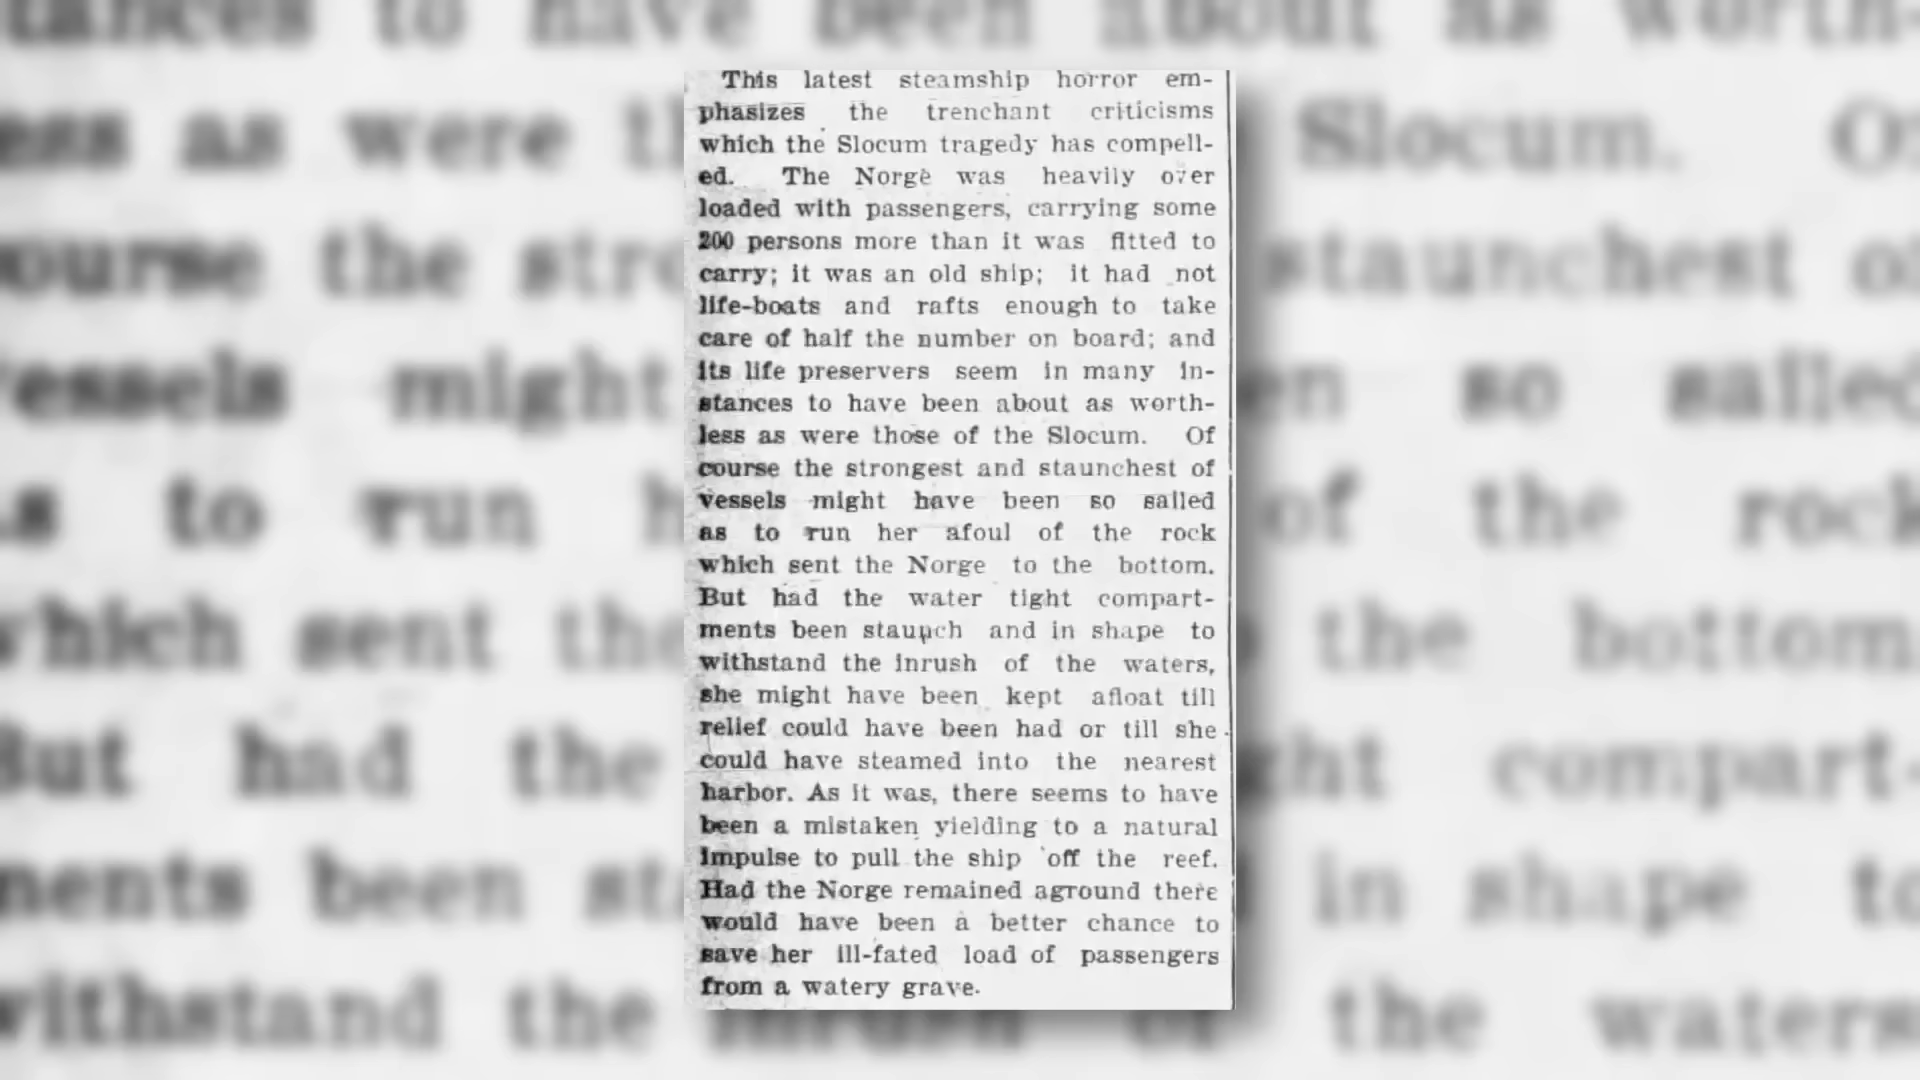 This latest steamship horror em-
phasizes the trenchant criticisms
which the Slocum tragedy has compell-
ed. The Norge was heavily over
loaded with passengers, carrying some
200 persons more than it was fitted to
carry; it was an old ship; it had not
life-boats and rafts enough to take
care of half the number on board; and
its life preservers seem in many in-
stances to have been about as worth-
less as were those of the Slocum. Of
course the strongest and staunchest of
vessels might have been so sailed
as to run her afoul of the rock
which sent the Norge to the bottom.
But had the water tight compart-
ments been staunch and in shape to
withstand the inrush of the waters,
she might have been kept afloat till
relief could have been had or till she
could have steamed into the nearest
harbor. As it was, there seems to have
been a mistaken yielding to a natural
impulse to pull the ship off the reef.
Had the Norge remained aground there
would have been a better chance to
save her ill-fated load of passengers
from a watery grave.